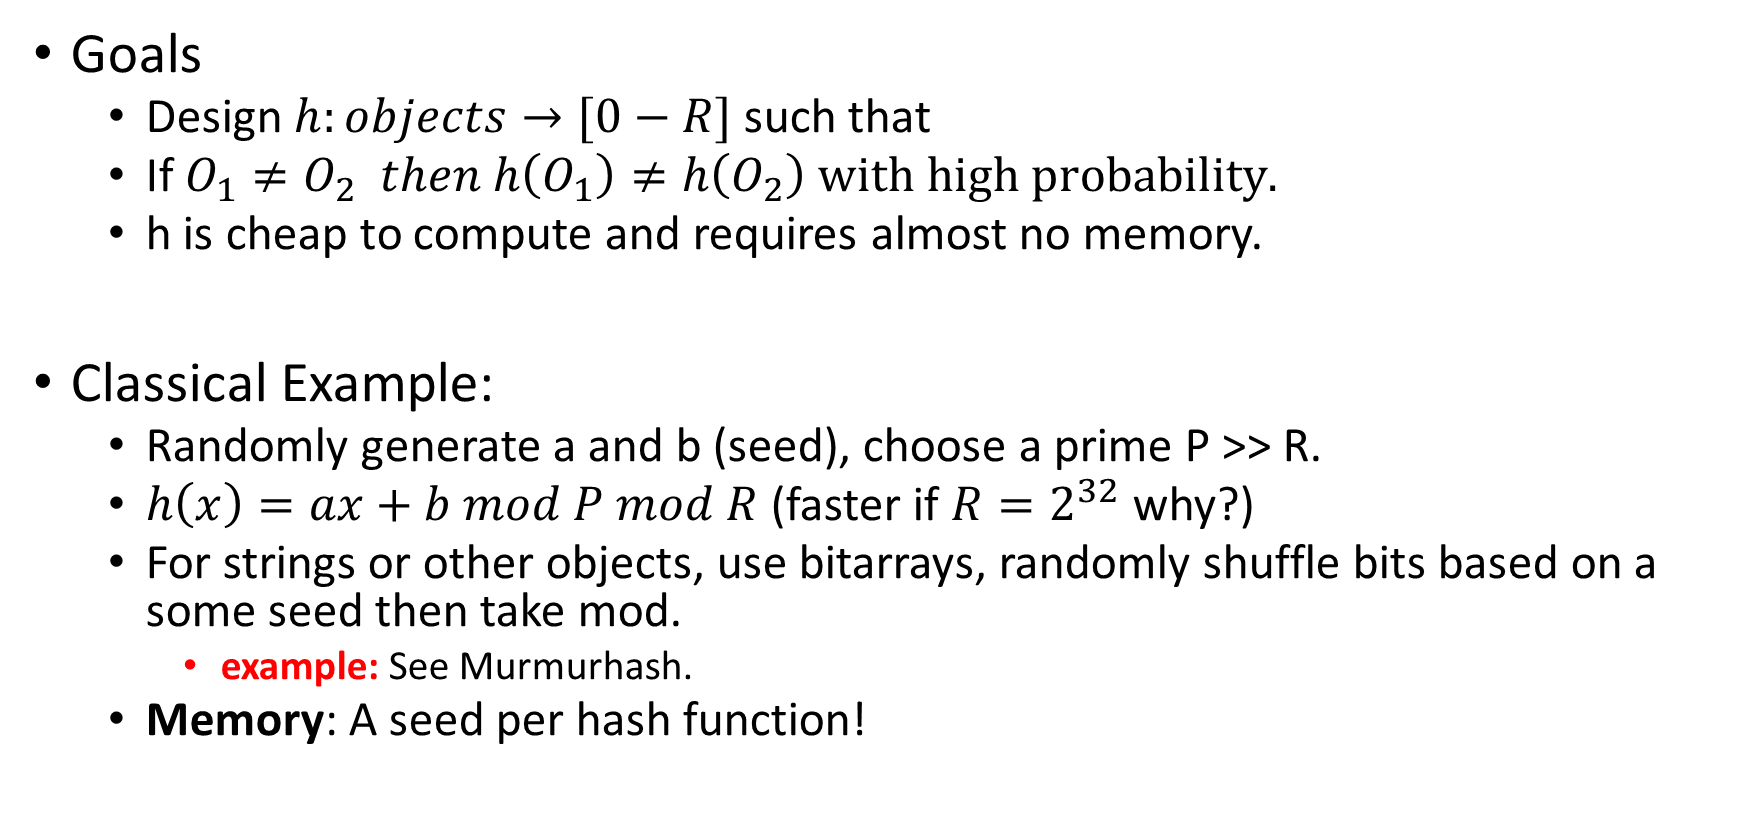 • Goals
• Design h: objects → [0 − R] such that
• If O₁ ≠ O₂ then h(O₁) ≠ h(O₂) with high probability.
• h is cheap to compute and requires almost no memory.
• Classical Example:
• Randomly generate a and b (seed), choose a prime P >> R.
• h(x) = ax + b mod P mod R (faster if R = 2³² why?)
• For strings or other objects, use bitarrays, randomly shuffle bits based on a
some seed then take mod.
• example: See Murmurhash.
• Memory: A seed per hash function!